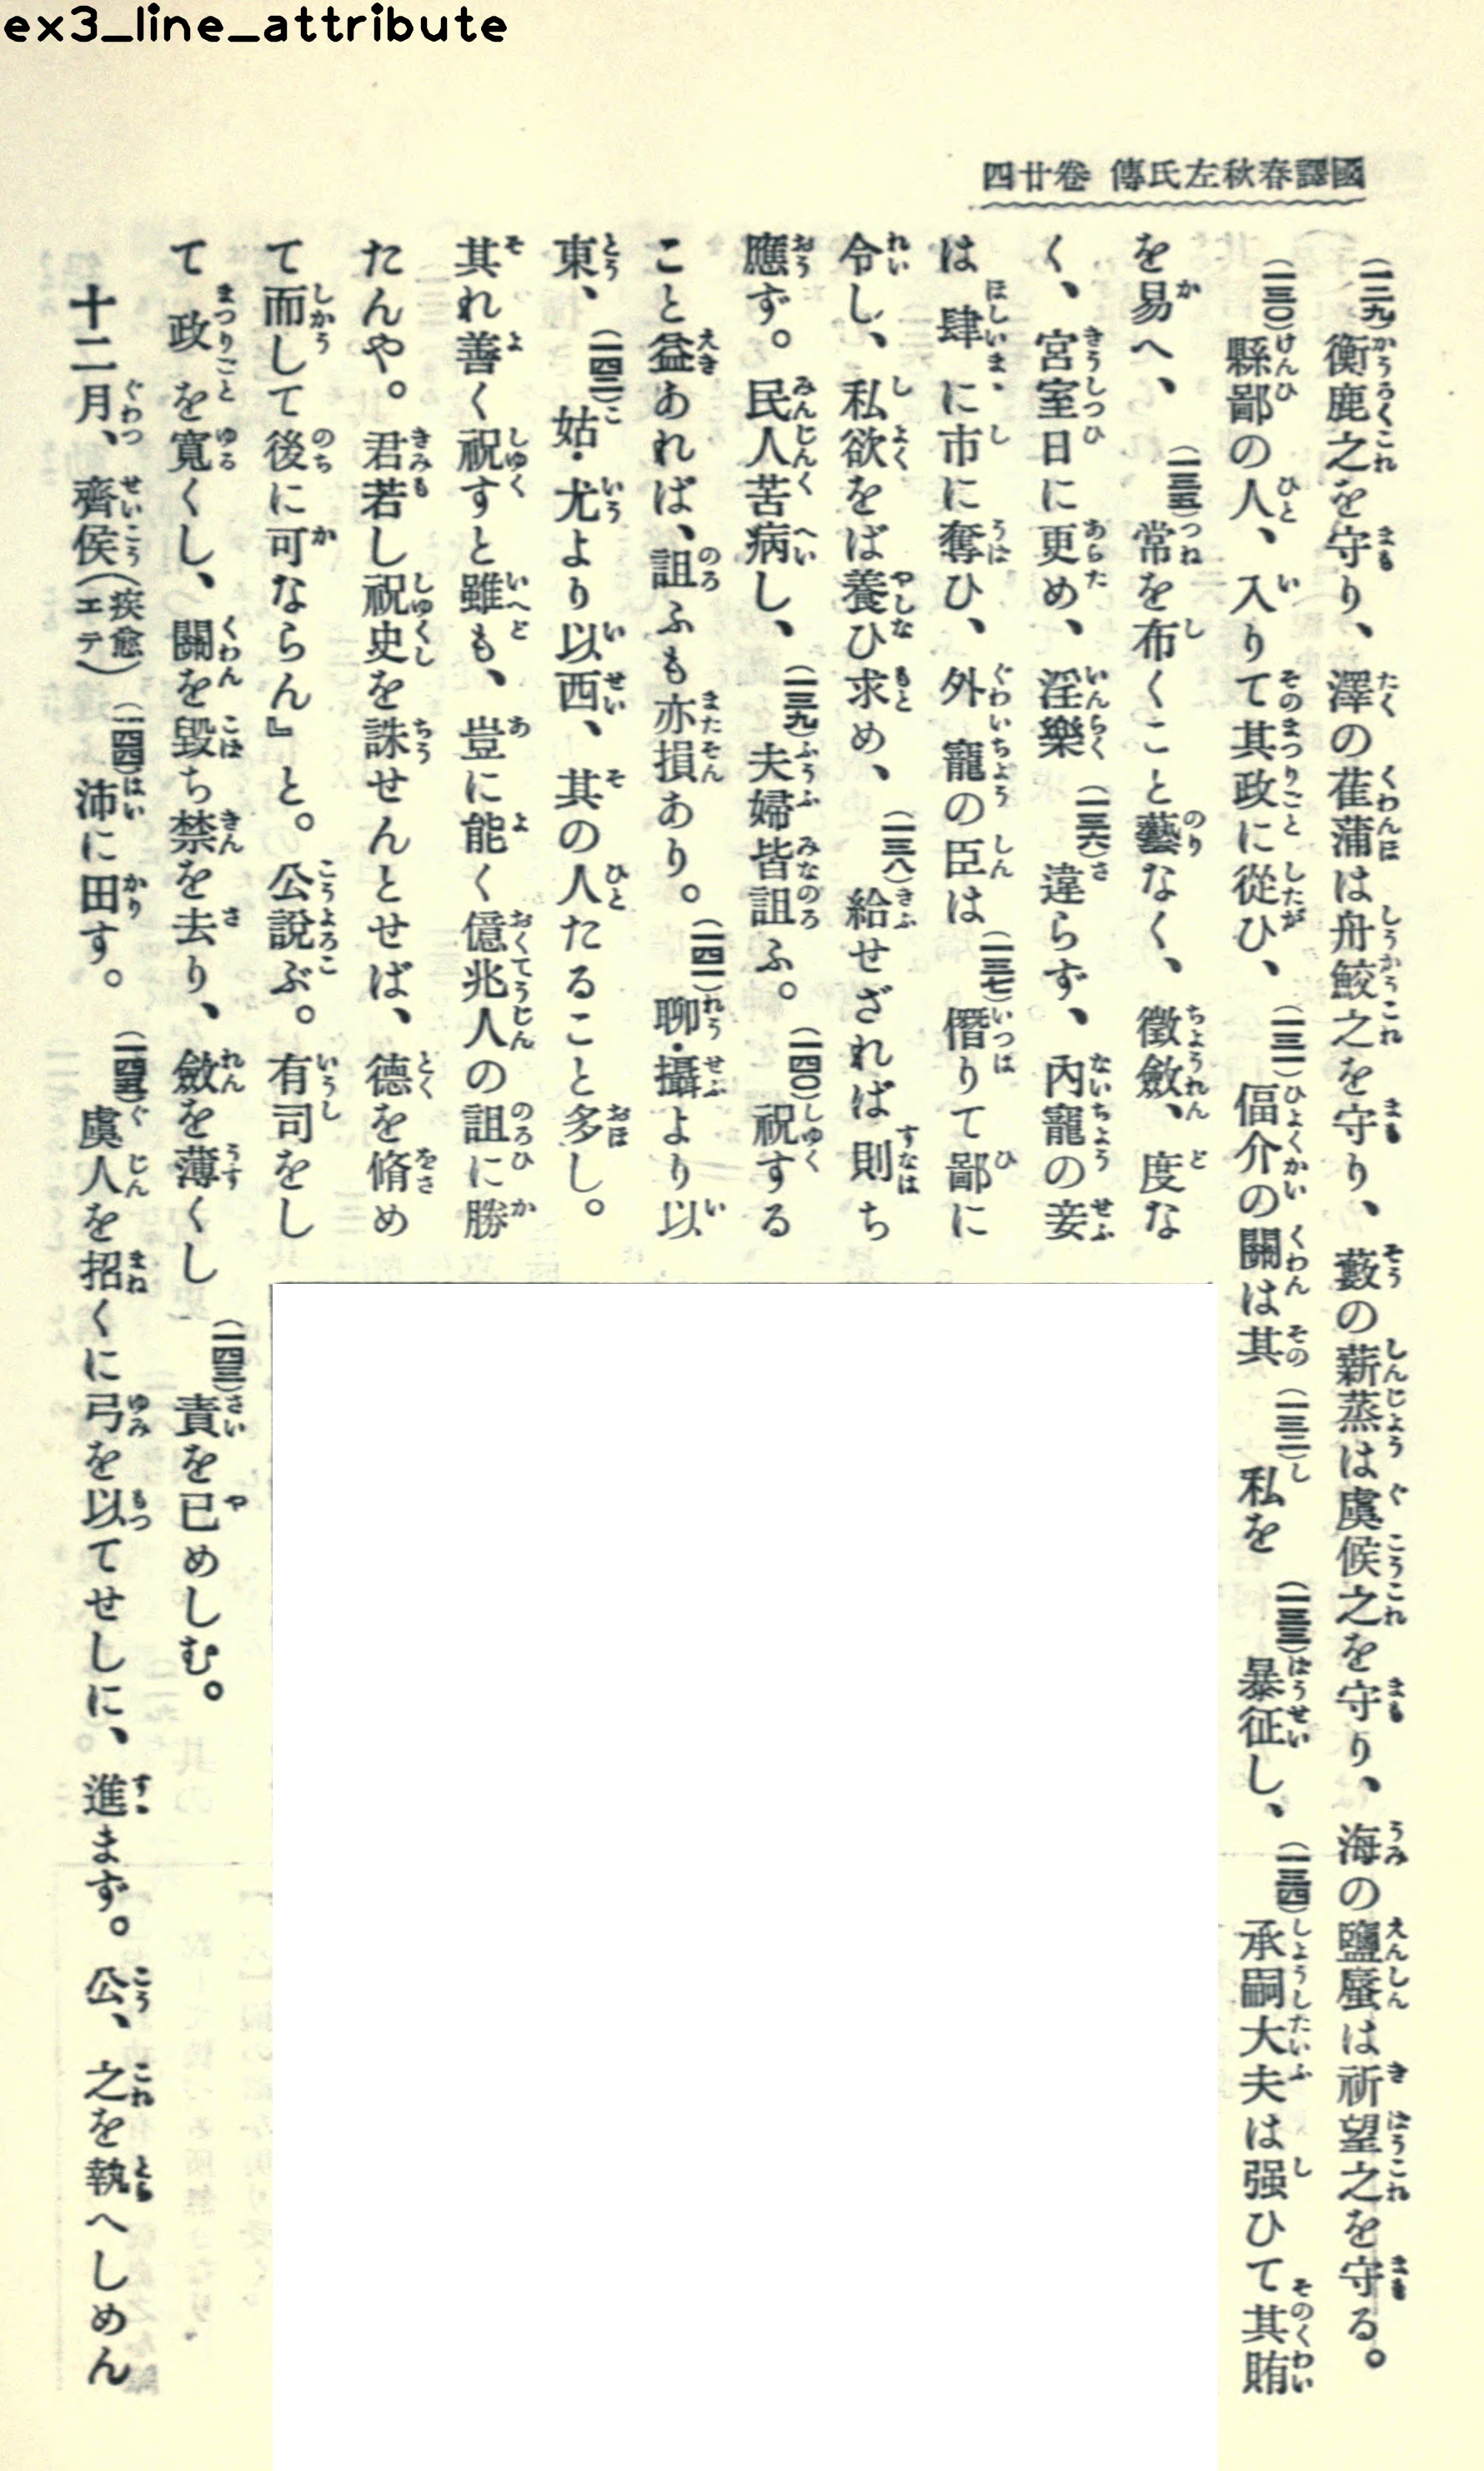 ex3_line_attribute
國譯春秋左氏傳 卷廿四
(一二九)衡鹿之を守り、澤の萑蒲は舟鮫之を守り、藪の薪蒸は虞候之を守り、海の鹽蜃は祈望之を守る。
(一三〇)縣鄙の人、入りて其政に從ひ、(一三一)偪介の關は其(一三二)私を(一三三)暴征し、(一三四)承嗣大夫は强ひて其賄
を易へ、(一三五)常を布くこと藝なく、徵斂、度な
く、宮室日に更め、淫樂(一三六)違らず、內寵の妾
は肆に市に奪ひ、外寵の臣は(一三七)僭りて鄙に
令し、私欲をば養ひ求め、(一三八)給せざれば則ち
應ず。民人苦病し、(一三九)夫婦皆詛ふ。(一四〇)祝する
こと益あれば、詛ふも亦損あり。(一四一)聊・攝より以
東、(一四二)姑・尤より以西、其の人たること多し。
其れ善く祝すと雖も、豈に能く億兆人の詛に勝
たんや。君若し祝史を誅せんとせば、德を脩め
て而して後に可ならん』と。公說ぶ。有司をし
て政を寬くし、關を毀ち禁を去り、斂を薄くし(一四三)責を已めしむ。
十二月、齊侯(疾愈エテ)(一四四)沛に田す。(一四五)虞人を招くに弓を以てせしに、進まず。公、之を執へしめん